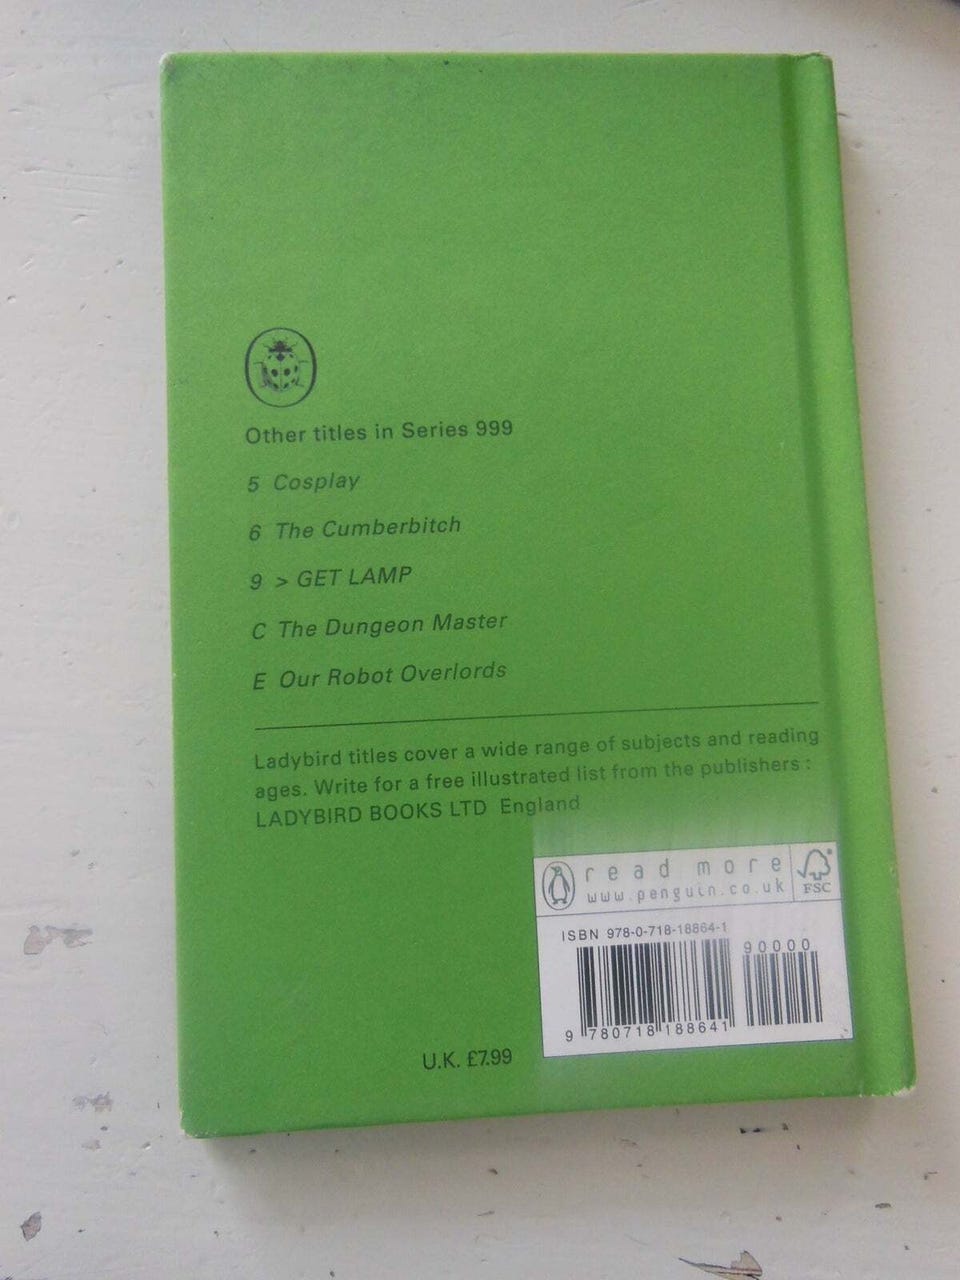 Other titles in Series 999
5 Cosplay
6 The Cumberbitch
9 > GET LAMP
C The Dungeon Master
E Our Robot Overlords
Ladybird titles cover a wide range of subjects and reading
ages. Write for a free illustrated list from the publishers :
LADYBIRD BOOKS LTD England
read more
www.penguin.co.uk
FSC
ISBN 978-0-718-18864-1
90000
9 780718 188641
U.K. £7.99